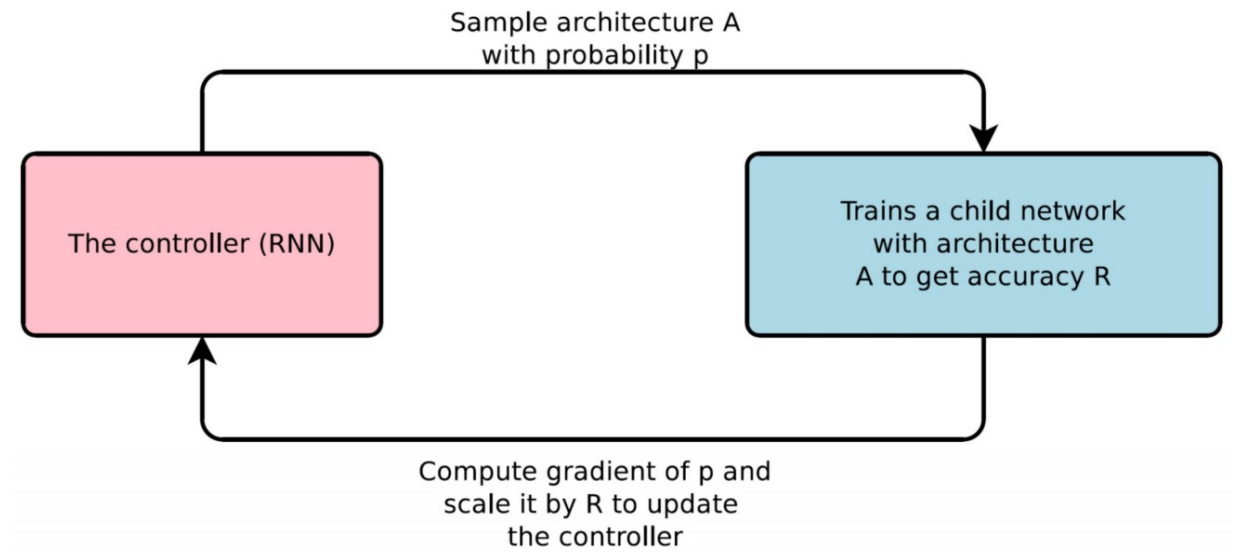 Sample architecture A
with probability p
The controller (RNN)
Trains a child network
with architecture
A to get accuracy R
Compute gradient of p and
scale it by R to update
the controller